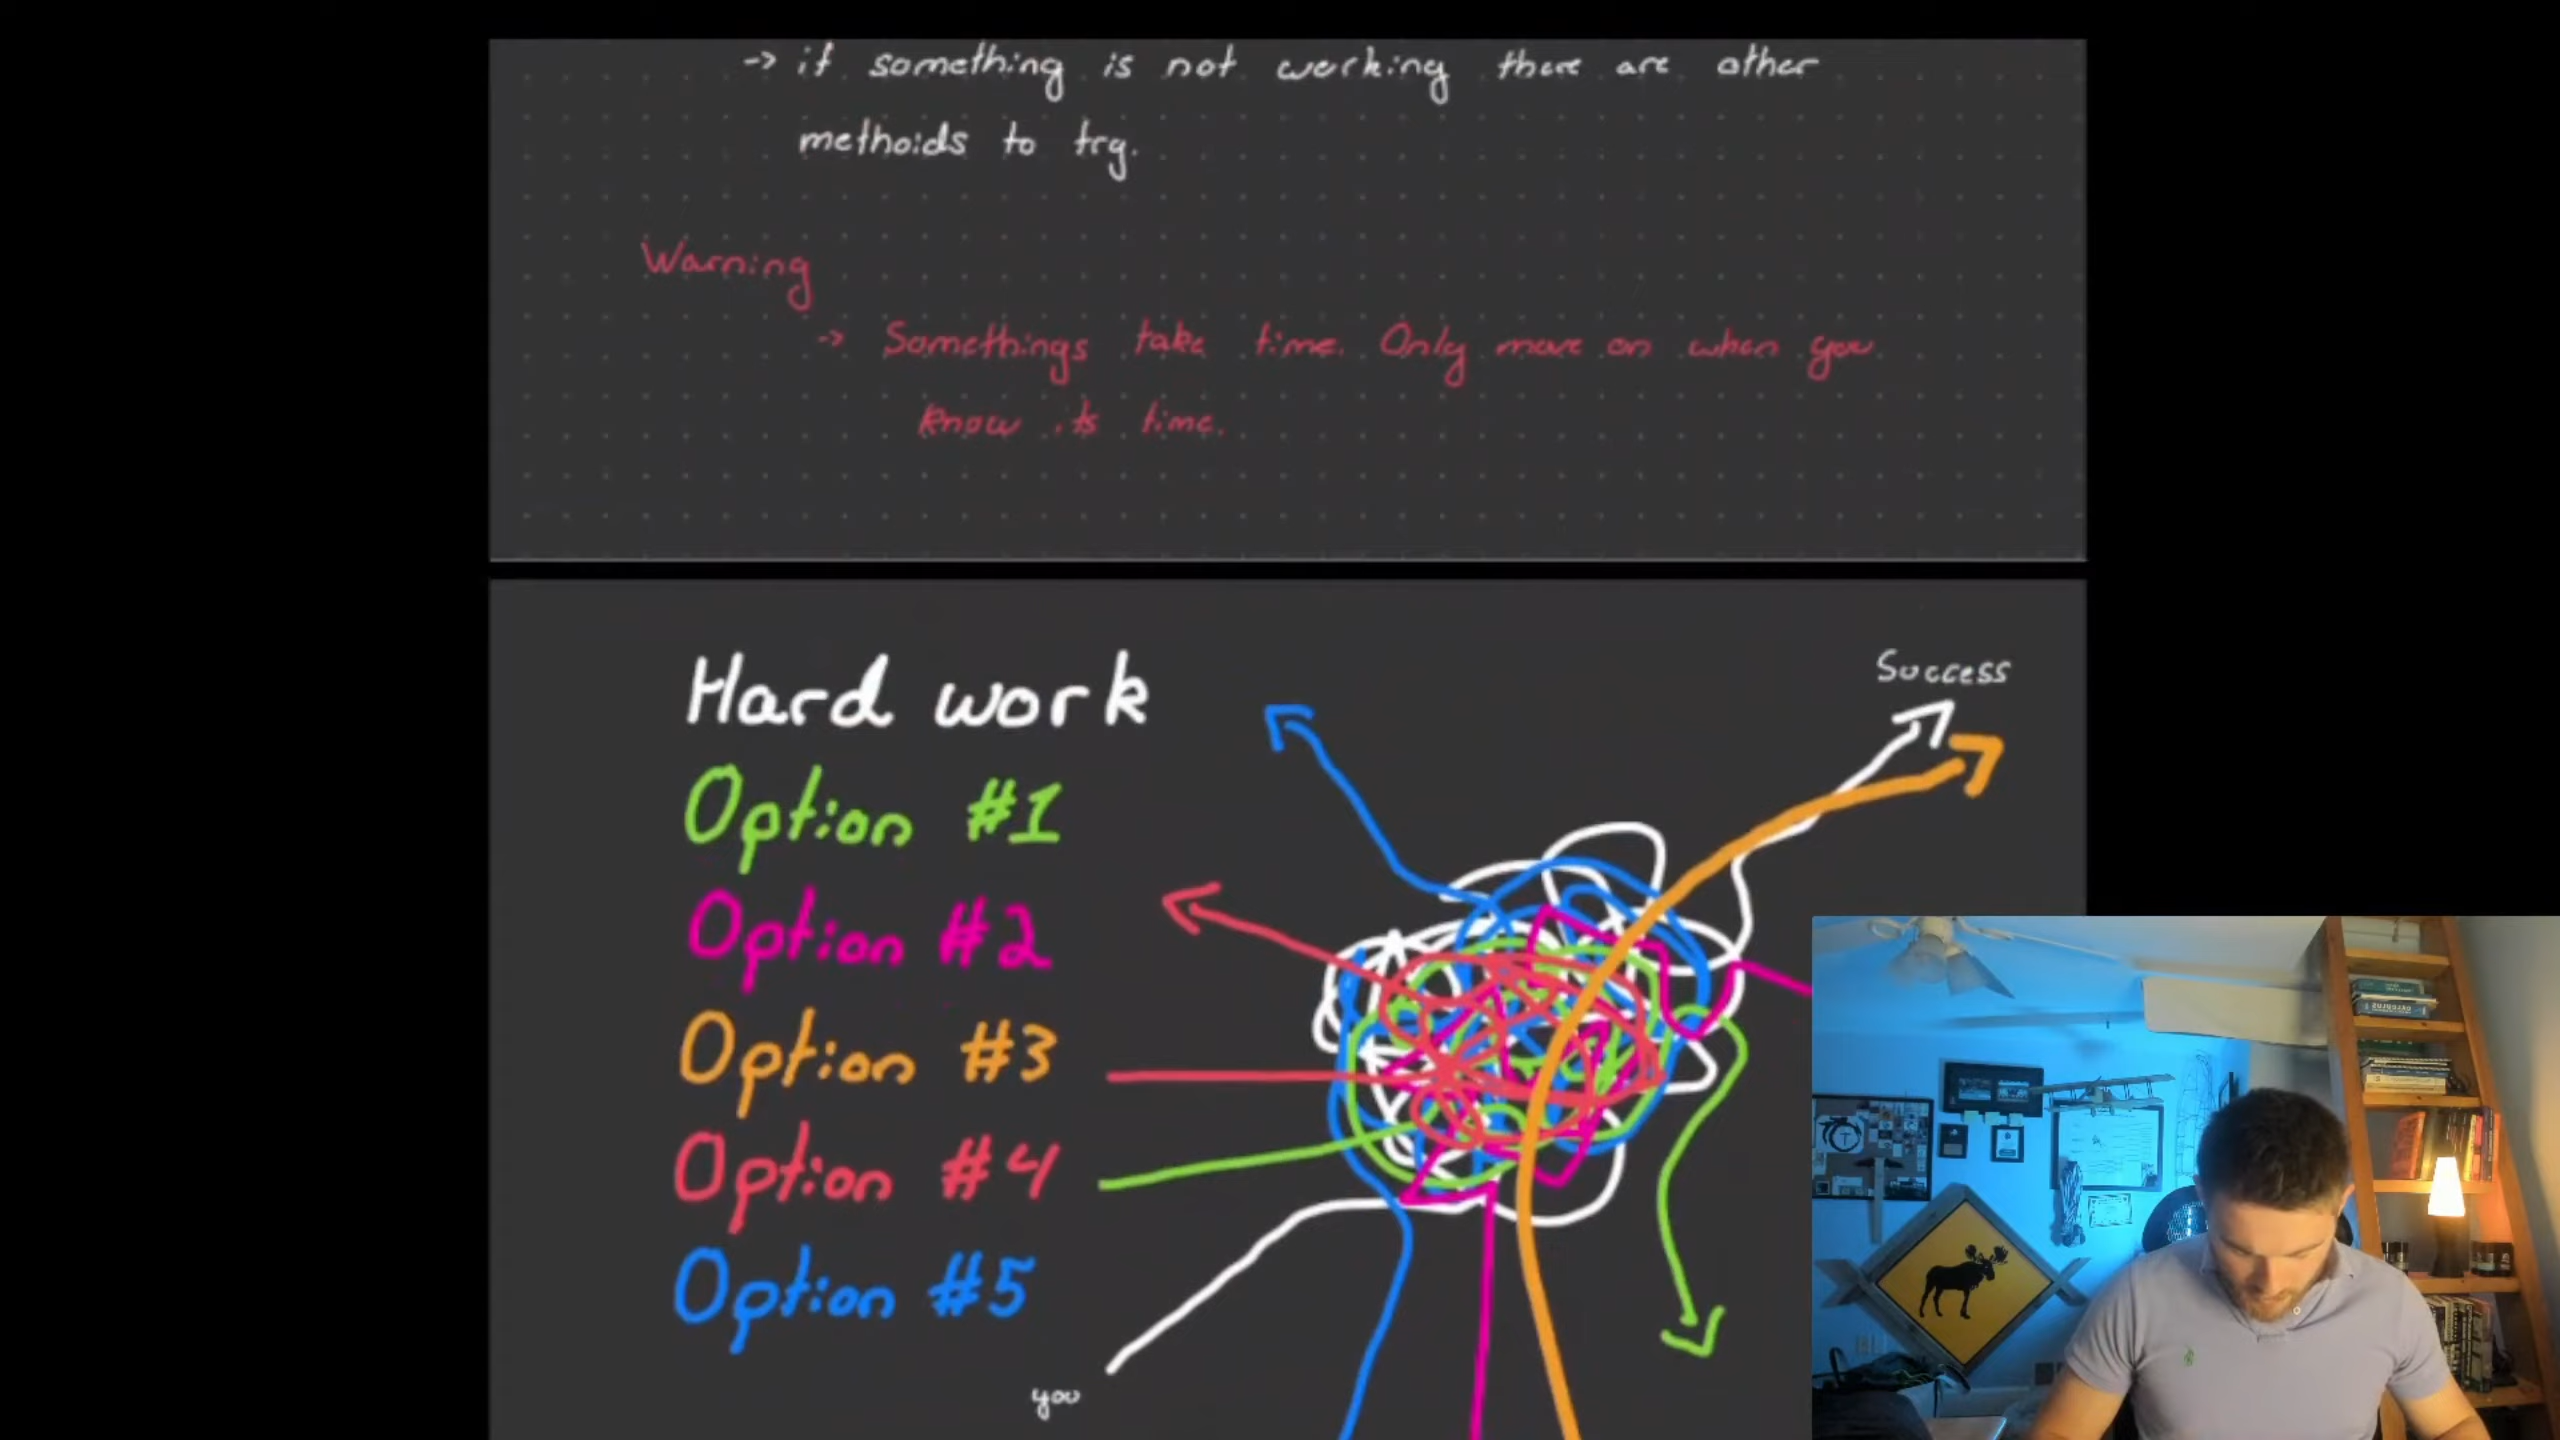 -> if something is not working there are other
methoids to try.
Warning
-> Somethings take time. Only move on when you
know its time.
Hard work
Success
Option #1
Option #2
Option #3
Option #4
Option #5
you